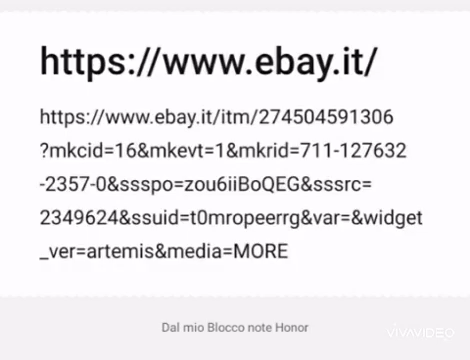 https://www.ebay.it/
https://www.ebay.it/itm/274504591306
?mkcid=16&mkevt=1&mkrid=711-127632
-2357-0&ssspo=zou6iiBoQEG&sssrc=
2349624&ssuid=t0mropeerrg&var=&widget
_ver=artemis&media=MORE
Dal mio Blocco note Honor
VIVAVIDEO